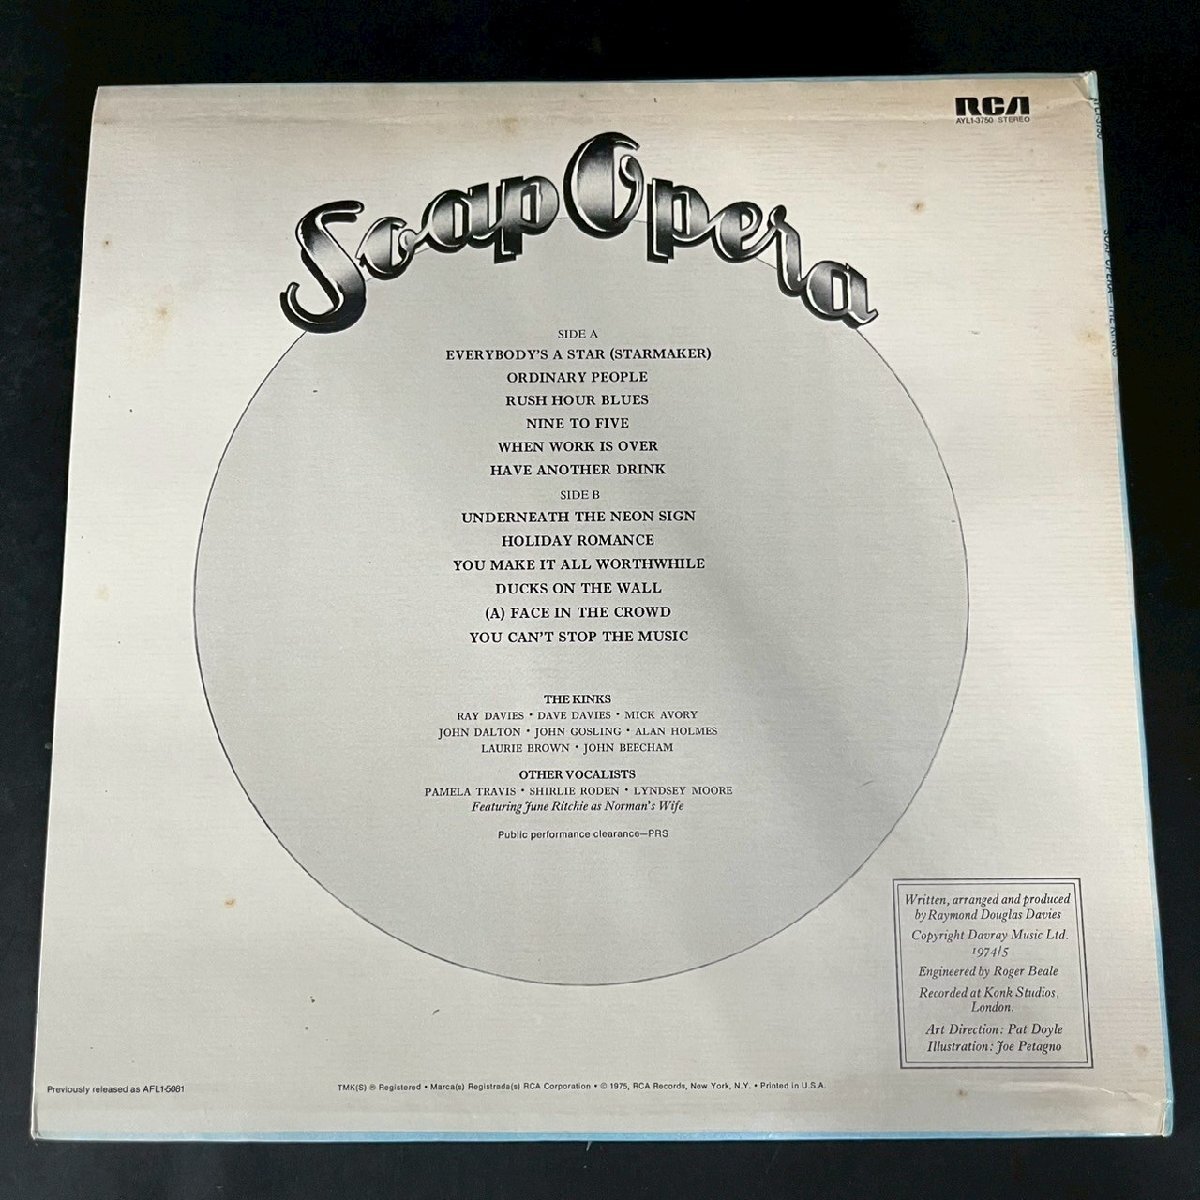 RCA
AYL1-3750 STEREO
Soap Opera
SIDE A
EVERYBODY'S A STAR (STARMAKER)
ORDINARY PEOPLE
RUSH HOUR BLUES
NINE TO FIVE
WHEN WORK IS OVER
HAVE ANOTHER DRINK
SIDE B
UNDERNEATH THE NEON SIGN
HOLIDAY ROMANCE
YOU MAKE IT ALL WORTHWHILE
DUCKS ON THE WALL
(A) FACE IN THE CROWD
YOU CAN'T STOP THE MUSIC
THE KINKS
RAY DAVIES • DAVE DAVIES • MICK AVORY
JOHN DALTON • JOHN GOSLING • ALAN HOLMES
LAURIE BROWN • JOHN BEECHAM
OTHER VOCALISTS
PAMELA TRAVIS • SHIRLIE RODEN • LYNDSEY MOORE
Featuring June Ritchie as Norman's Wife
Public performance clearance—PRS
Written, arranged and produced
by Raymond Douglas Davies
Copyright Davray Music Ltd.
1974/5
Engineered by Roger Beale
Recorded at Konk Studios,
London.
Art Direction: Pat Doyle
Illustration: Joe Petagno
Previously released as AFL1-5081
TMK(S) ® Registered • Marca(s) Registrada(s) RCA Corporation • © 1975, RCA Records, New York, N.Y. • Printed in U.S.A.
SOAP OPERA—THE KINKS